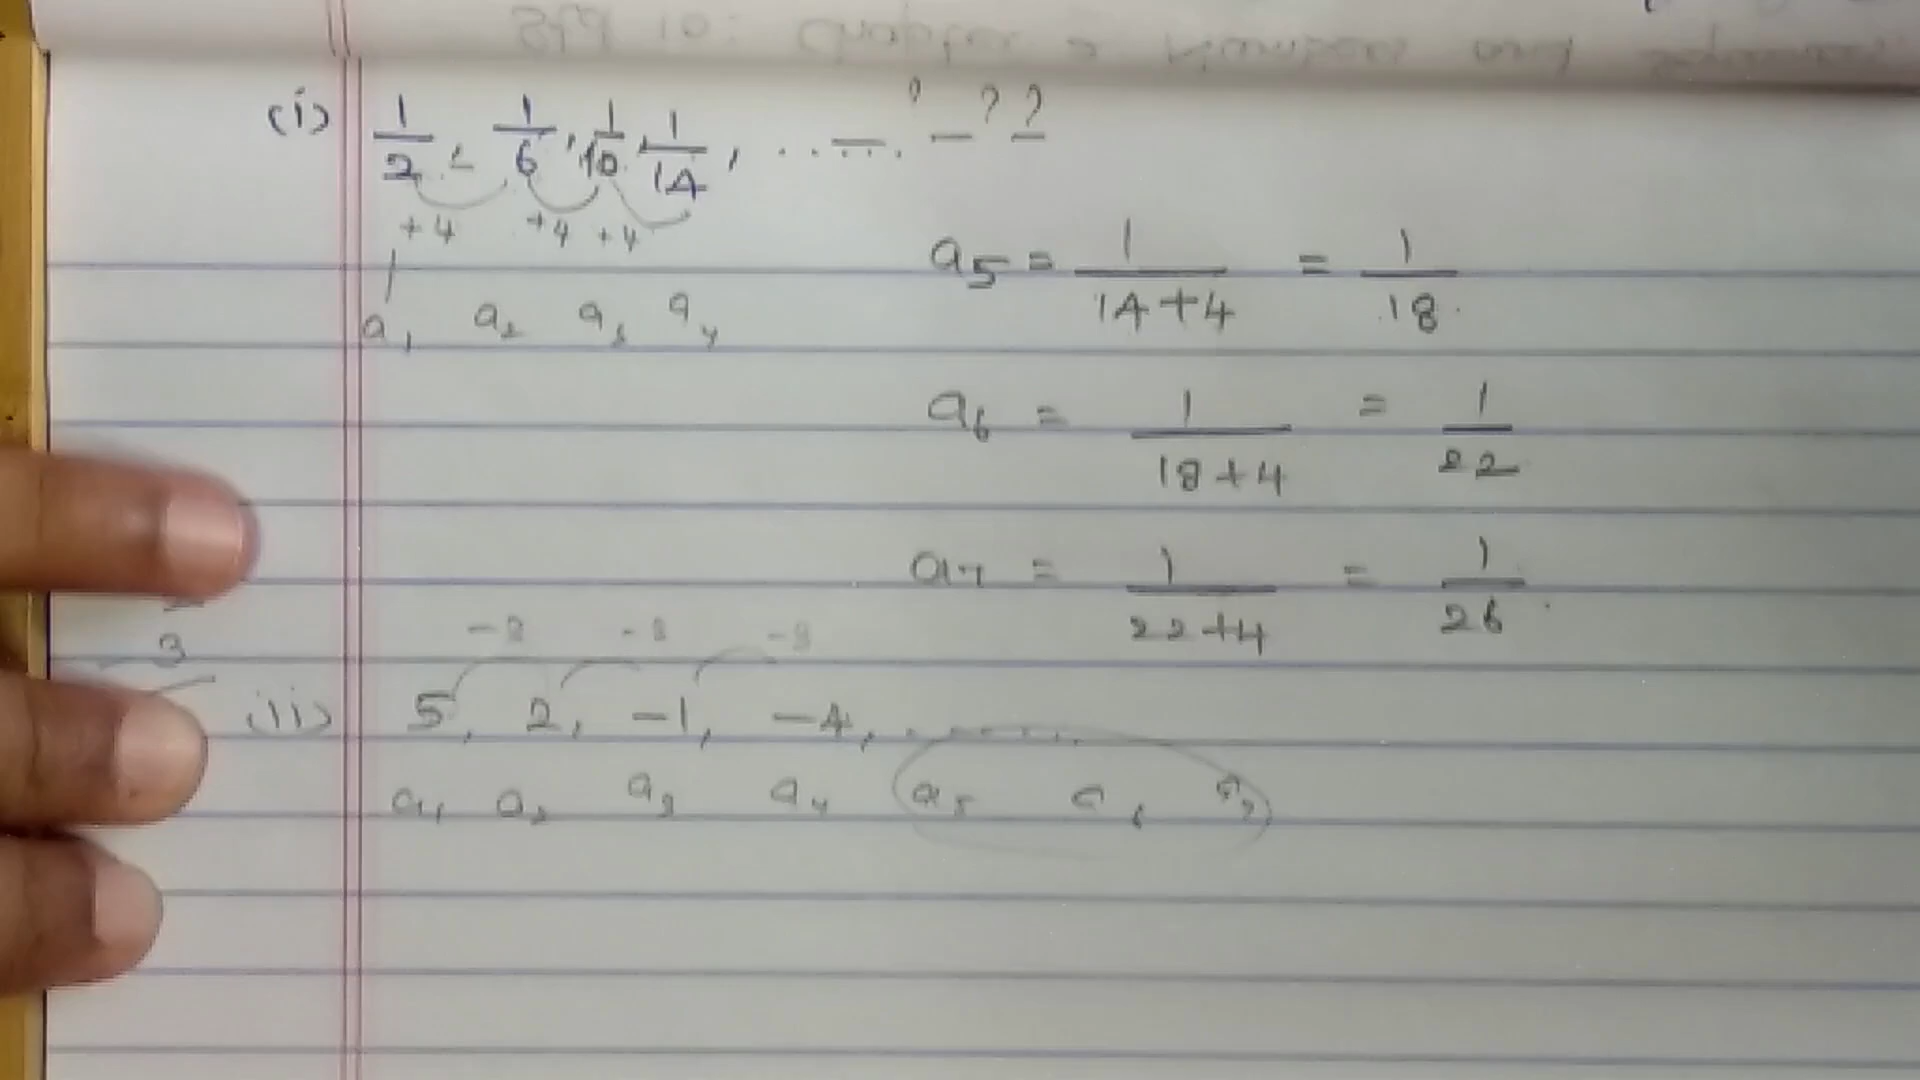 (i) 1/2, 1/6, 1/10, 1/14, ....... ? ? ?
+4 +4 +4
a1 a2 a3 a4
a5 = 1/14+4 = 1/18
a6 = 1/18+4 = 1/22
a7 = 1/22+4 = 1/26
3
-3 -3 -3
(ii) 5, 2, -1, -4, .......
a1 a2 a3 a4 a5 a6 a7